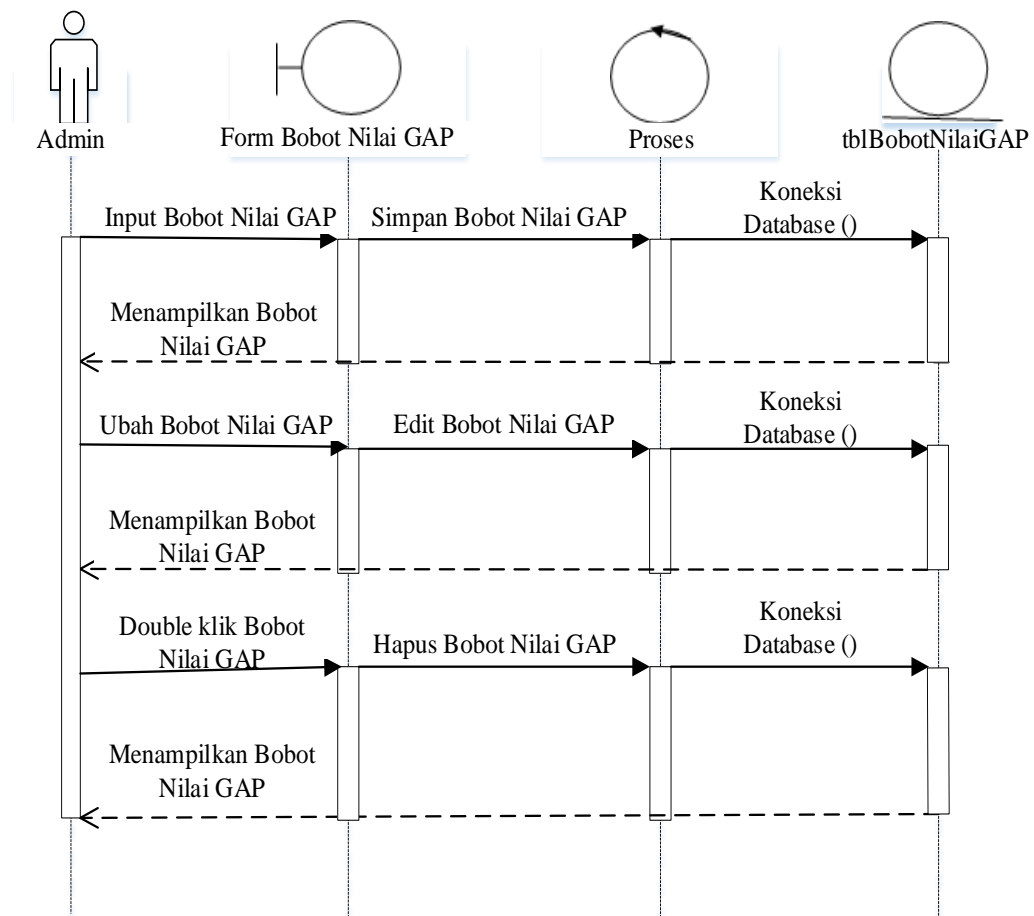 Admin
Form Bobot Nilai GAP
Proses
tblBobotNilaiGAP
Input Bobot Nilai GAP
Simpan Bobot Nilai GAP
Koneksi
Database ()
Menampilkan Bobot
Nilai GAP
Ubah Bobot Nilai GAP
Edit Bobot Nilai GAP
Koneksi
Database ()
Menampilkan Bobot
Nilai GAP
Double klik Bobot
Nilai GAP
Hapus Bobot Nilai GAP
Koneksi
Database ()
Menampilkan Bobot
Nilai GAP